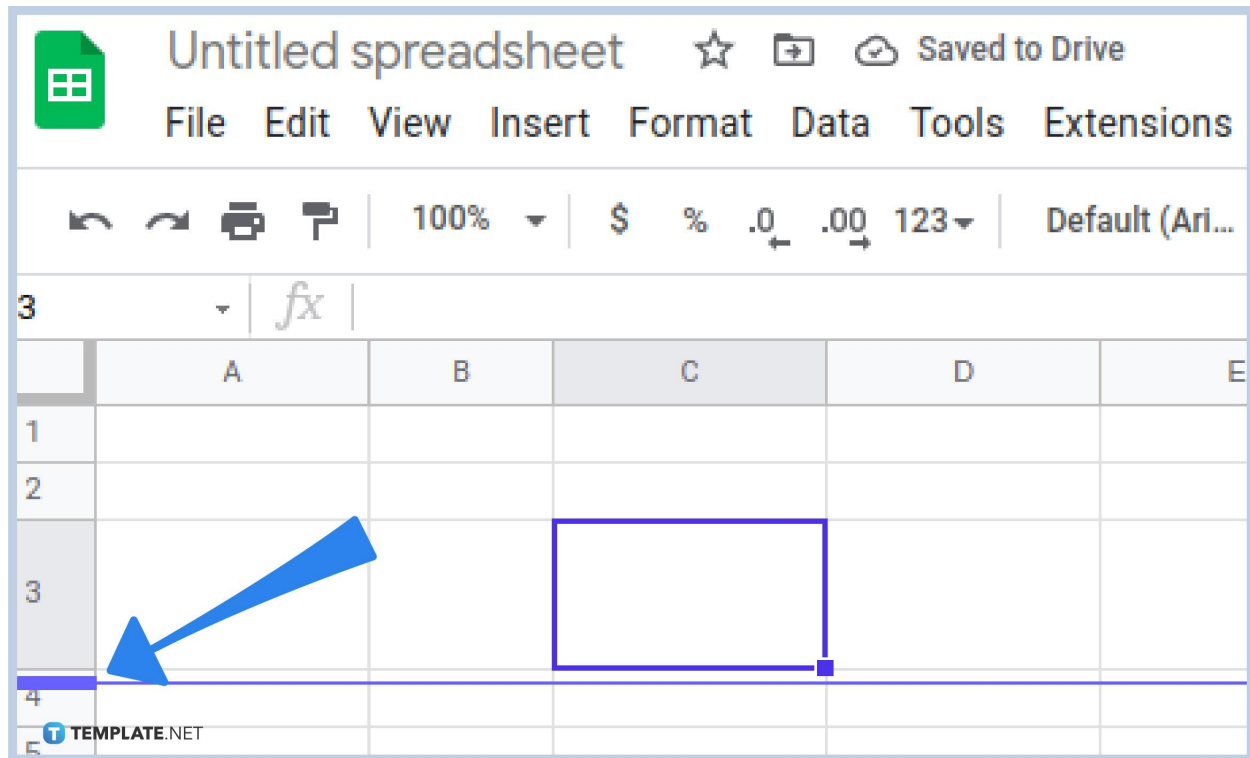 Untitled spreadsheet Saved to Drive
File Edit View Insert Format Data Tools Extensions
100% $ % .0 .00 123 Default (Ari...
3 fx
A B C D E
1
2
3
4
5
T TEMPLATE.NET